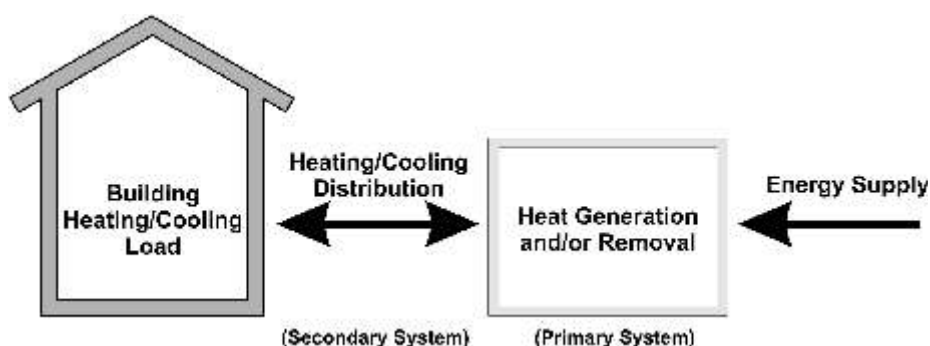 Building
Heating/Cooling
Load
Heating/Cooling
Distribution
Heat Generation
and/or Removal
Energy Supply
(Secondary System)
(Primary System)